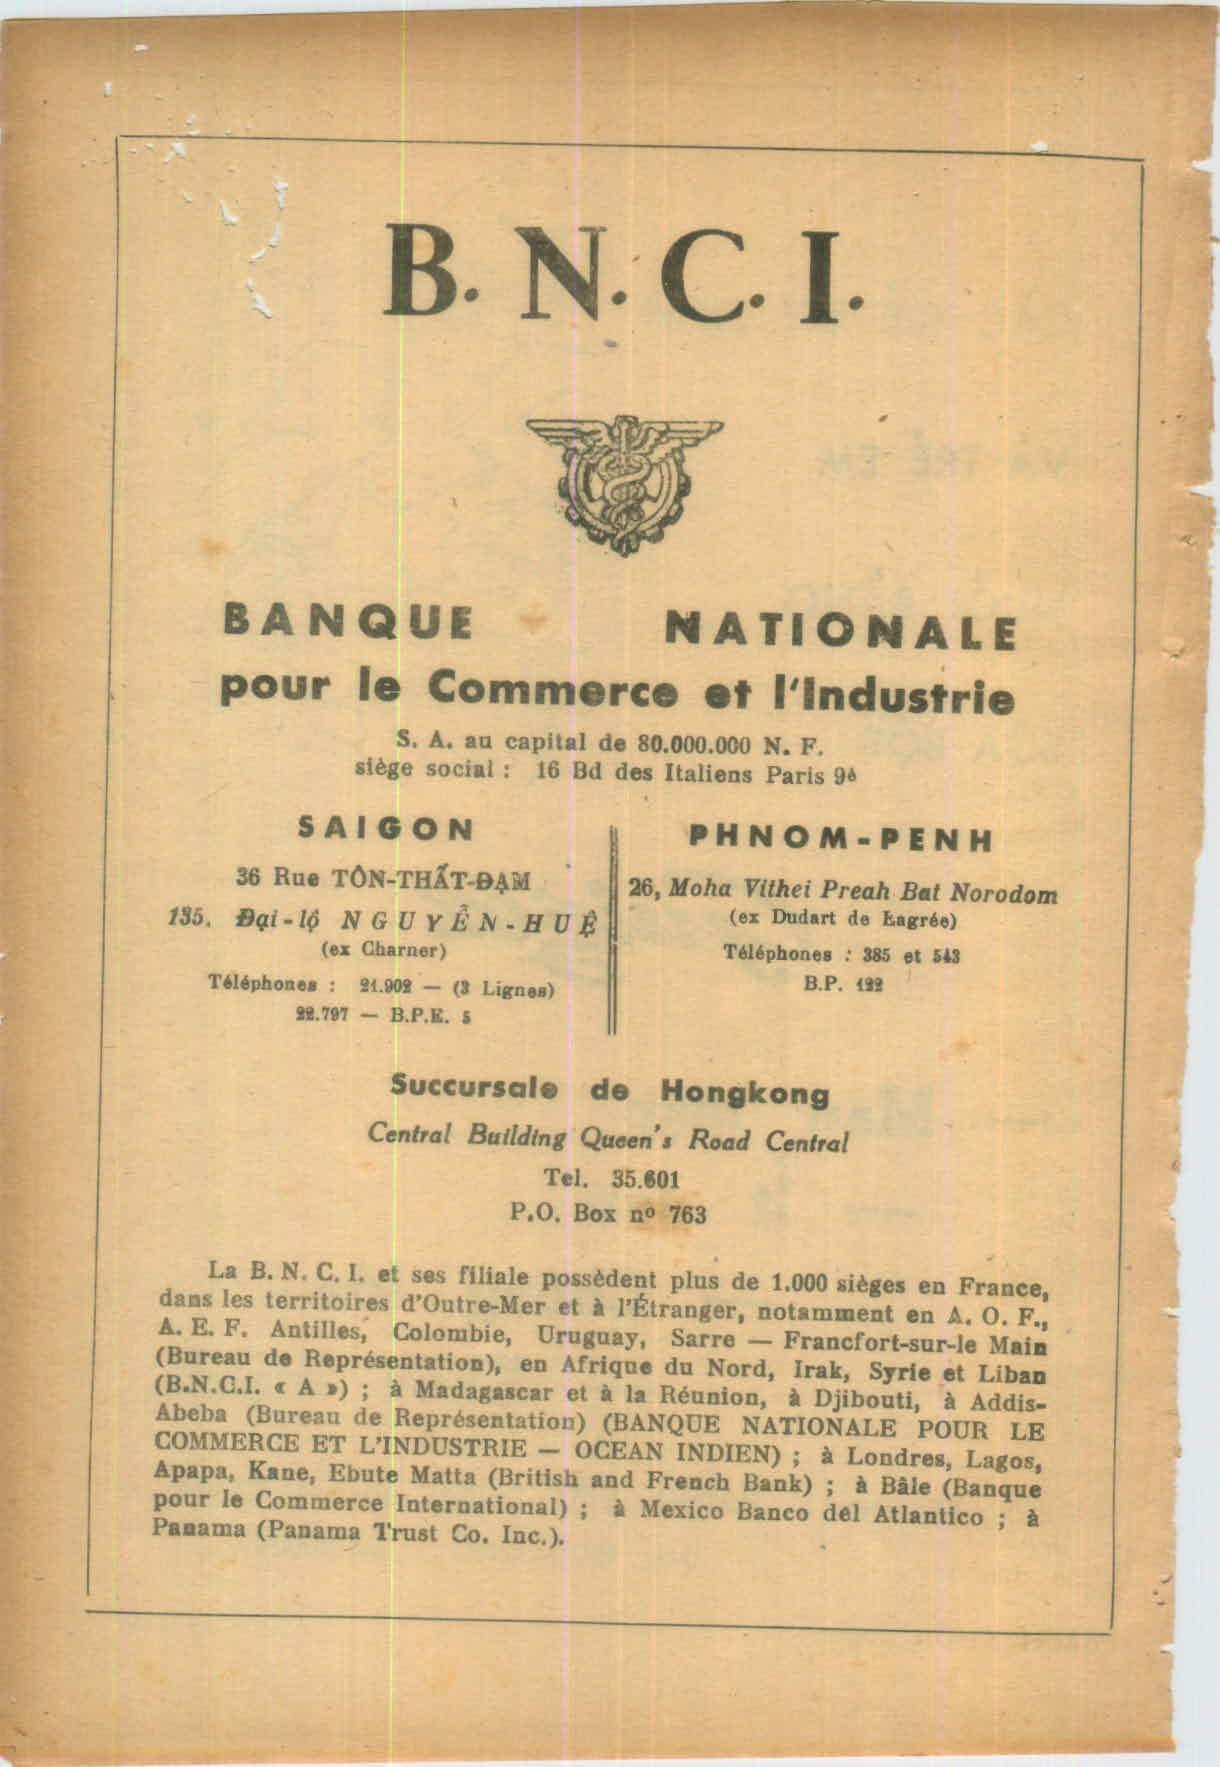 B. N. C. I.
BANQUE NATIONALE
pour le Commerce et l'Industrie
S. A. au capital de 80.000.000 N. F.
siège social : 16 Bd des Italiens Paris 9è
SAIGON
36 Rue TÔN-THẤT-ĐẠM
135. Đại-lộ NGUYỄN-HUỆ
(ex Charner)
Téléphones : 21.902 — (3 Lignes)
22.797 — B.P.E. 5
PHNOM-PENH
26, Moha Vithei Preah Bat Norodom
(ex Dudart de Lagrée)
Téléphones : 385 et 543
B.P. 122
Succursale de Hongkong
Central Building Queen's Road Central
Tel. 35.601
P.O. Box nº 763
La B. N. C. I. et ses filiale possèdent plus de 1.000 sièges en France,
dans les territoires d'Outre-Mer et à l'Étranger, notamment en A. O. F.,
A. E. F. Antilles, Colombie, Uruguay, Sarre — Francfort-sur-le Main
(Bureau de Représentation), en Afrique du Nord, Irak, Syrie et Liban
(B.N.C.I. « A ») ; à Madagascar et à la Réunion, à Djibouti, à Addis-
Abeba (Bureau de Représentation) (BANQUE NATIONALE POUR LE
COMMERCE ET L'INDUSTRIE — OCEAN INDIEN) ; à Londres, Lagos,
Apapa, Kane, Ebute Matta (British and French Bank) ; à Bâle (Banque
pour le Commerce International) ; à Mexico Banco del Atlantico ; à
Panama (Panama Trust Co. Inc.).